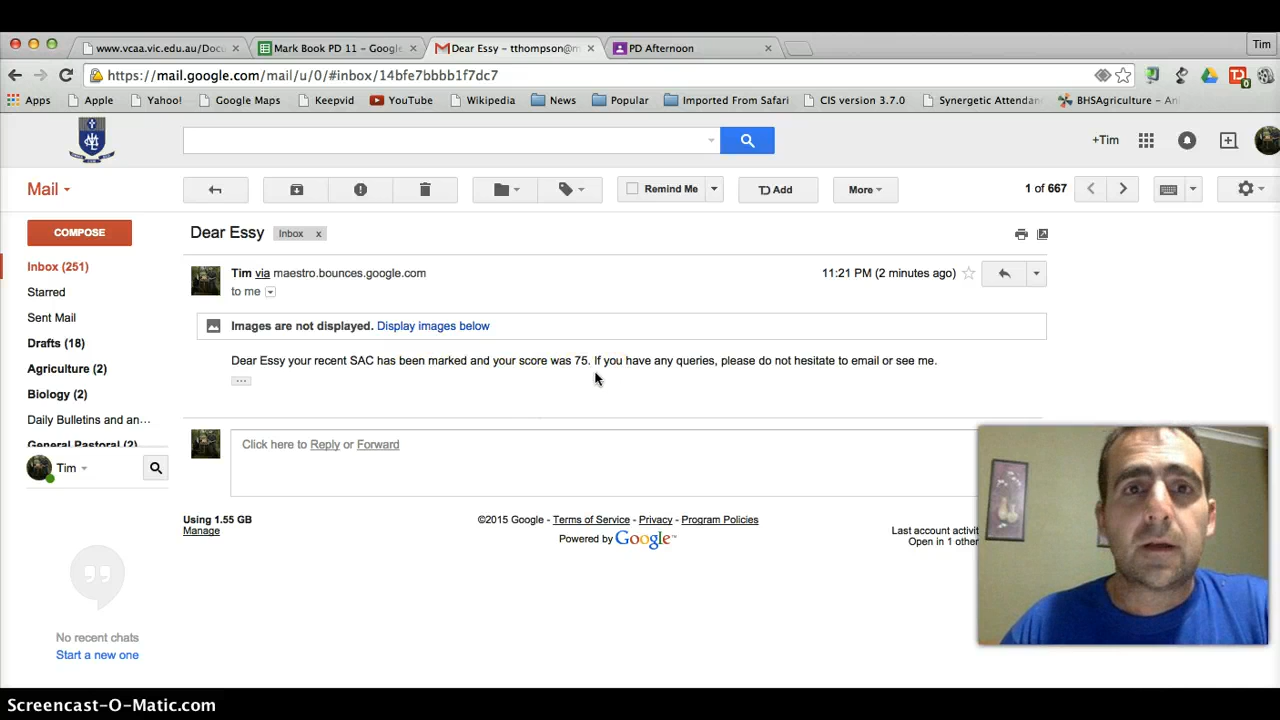 www.vcaa.vic.edu.au/Docu
Mark Book PD 11 - Google
Dear Essy - tthompson@m
PD Afternoon
Tim
https://mail.google.com/mail/u/0/#inbox/14bfe7bbbb1f7dc7
Apps Apple Yahoo! Google Maps Keepvid YouTube Wikipedia News Popular Imported From Safari CIS version 3.7.0 Synergetic Attendan BHSAgriculture - An
+Tim
Mail
Remind Me
Add
More
1 of 667
COMPOSE
Dear Essy Inbox x
Inbox (251)
Tim via maestro.bounces.google.com
11:21 PM (2 minutes ago)
to me
Starred
Sent Mail
Images are not displayed. Display images below
Drafts (18)
Dear Essy your recent SAC has been marked and your score was 75. If you have any queries, please do not hesitate to email or see me.
...
Agriculture (2)
Biology (2)
Daily Bulletins and an...
General Pastoral (2)
Click here to Reply or Forward
Tim
Using 1.55 GB
Manage
©2015 Google - Terms of Service - Privacy - Program Policies
Powered by Google™
Last account activi
Open in 1 other
No recent chats
Start a new one
Screencast-O-Matic.com